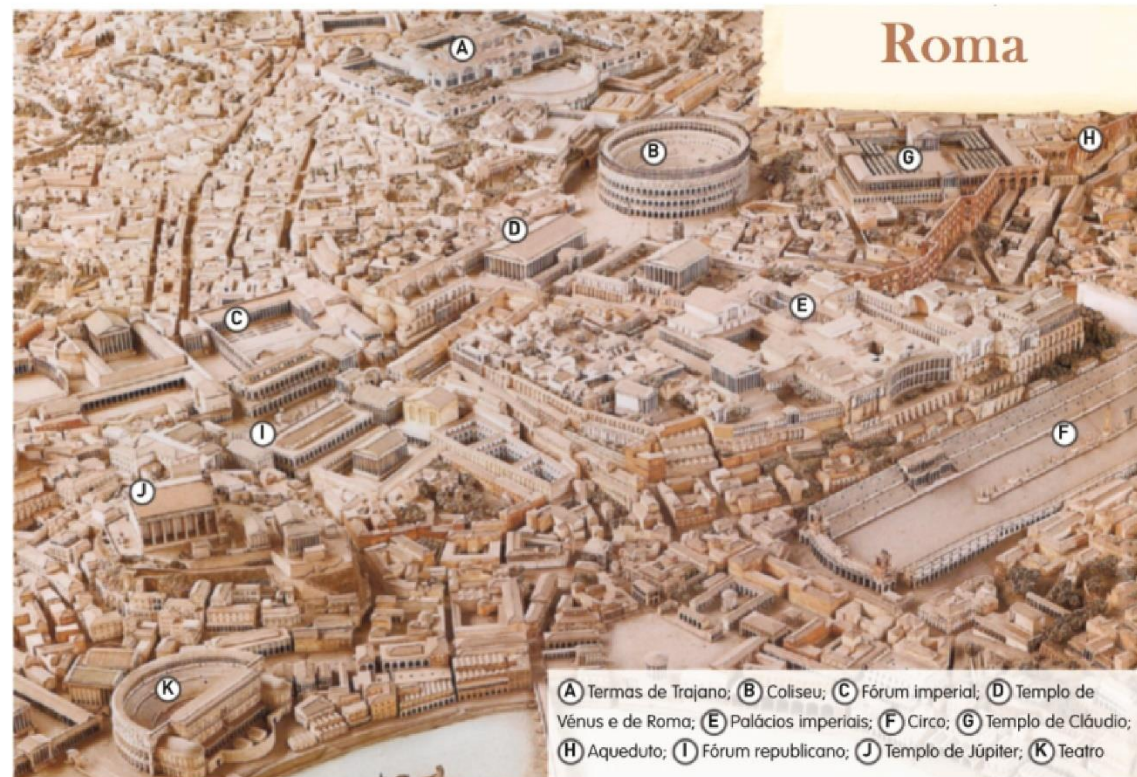 Roma
A
B
H
G
D
E
C
F
I
J
K
A Termas de Trajano; B Coliseu; C Fórum imperial; D Templo de
Vénus e de Roma; E Palácios imperiais; F Circo; G Templo de Cláudio;
H Aqueduto; I Fórum republicano; J Templo de Júpiter; K Teatro